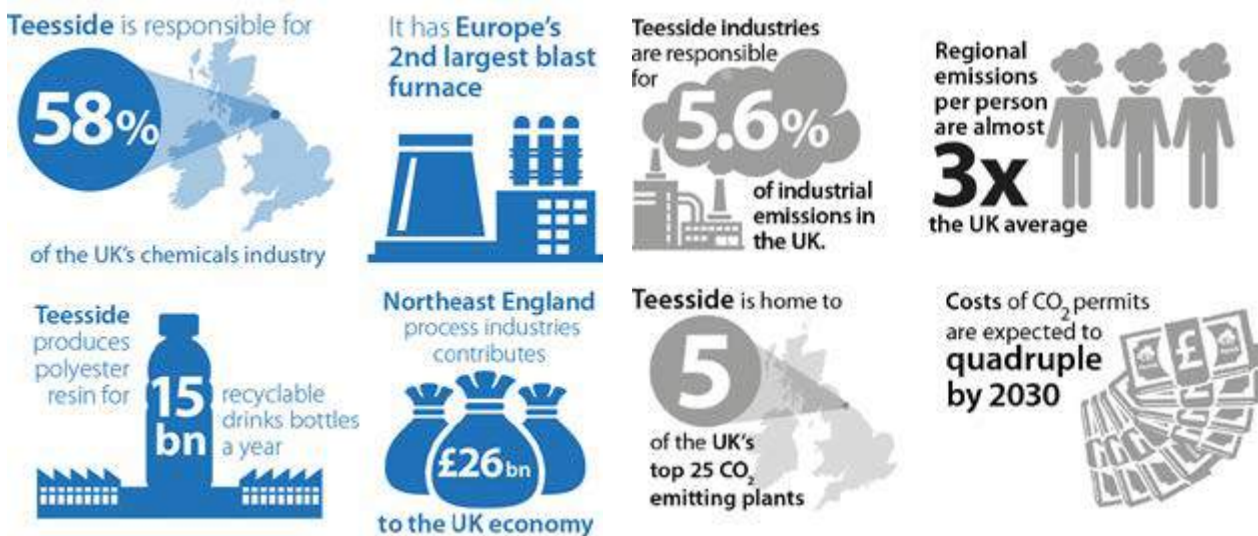 Teesside is responsible for
58%
of the UK's chemicals industry
It has Europe's
2nd largest blast
furnace
Teesside industries
are responsible
for
5.6%
of industrial
emissions in
the UK.
Regional
emissions
per person
are almost
3x
the UK average
Teesside
produces
polyester
resin for
15
bn
recyclable
drinks bottles
a year
Northeast England
process industries
contributes
£26bn
to the UK economy
Teesside is home to
5
of the UK's
top 25 CO₂
emitting plants
Costs of CO₂ permits
are expected to
quadruple
by 2030
£